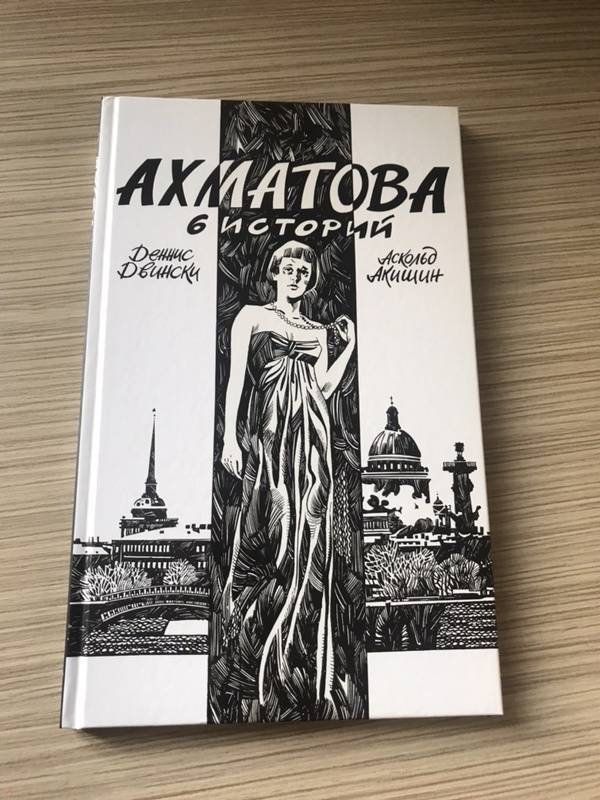 АХМАТОВА
6 ИСТОРИЙ
Деннис
Двински
Аскольд
Акишин